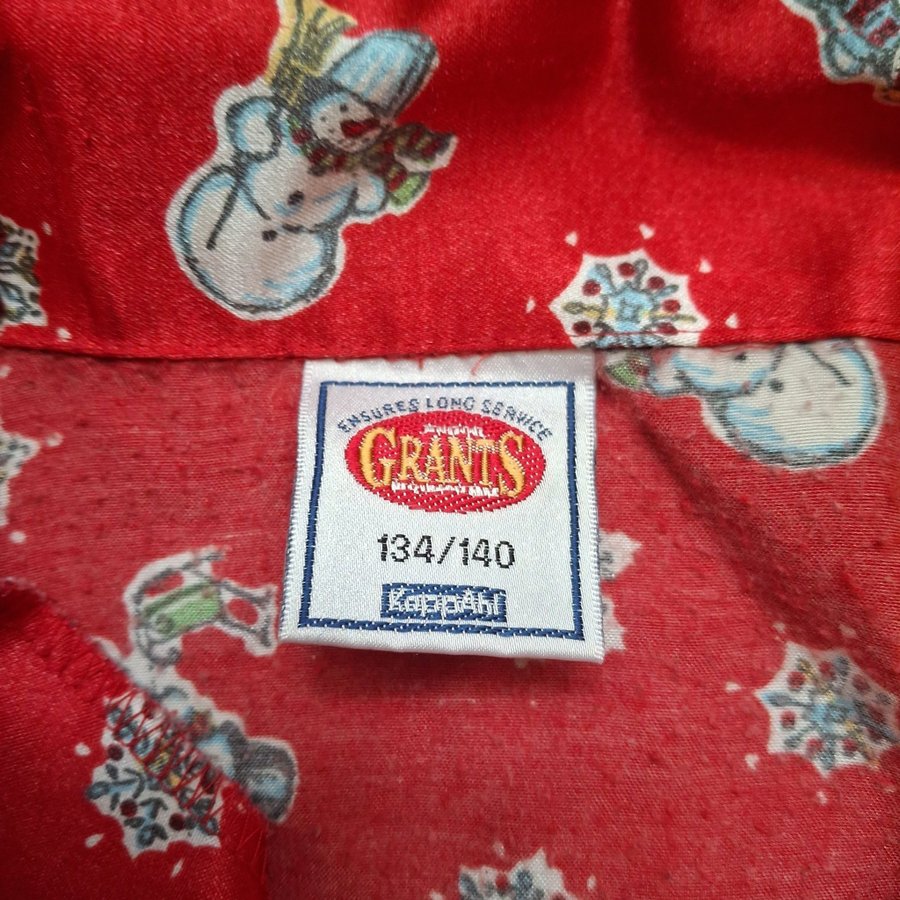 ENSURES LONG SERVICE
GRANTS
134/140
KappAhl